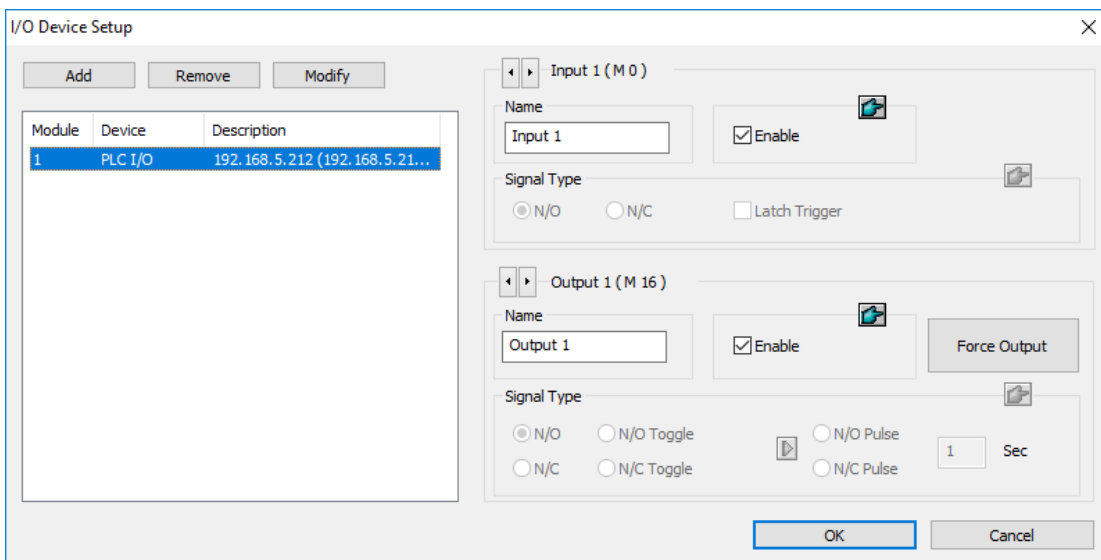 I/O Device Setup
Add Remove Modify
Module Device Description
1 PLC I/O 192.168.5.212 (192.168.5.21...
Input 1 ( M 0 )
Name
Input 1
Enable
Signal Type
N/O N/C Latch Trigger
Output 1 ( M 16 )
Name
Output 1
Enable
Force Output
Signal Type
N/O N/O Toggle N/O Pulse
N/C N/C Toggle N/C Pulse
1 Sec
OK Cancel